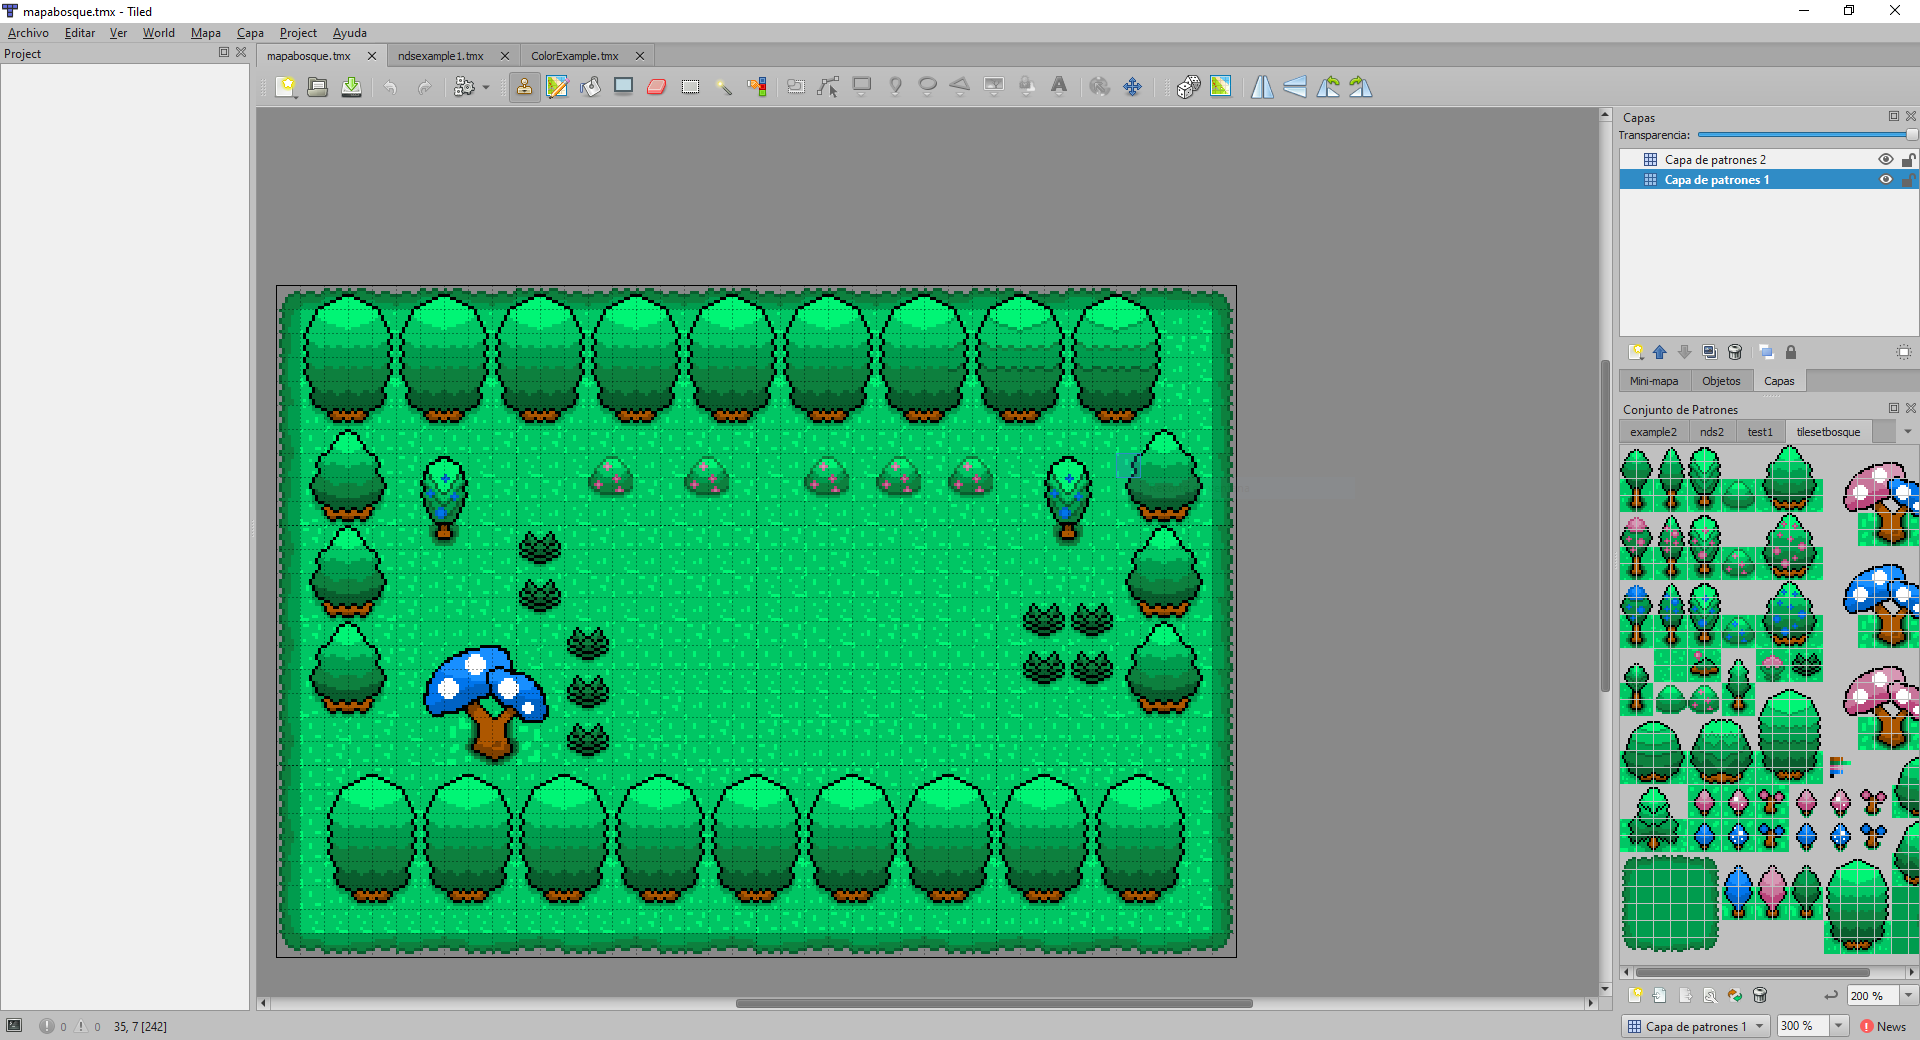 mapabosque.tmx - Tiled
Archivo Editar Ver World Mapa Capa Project Ayuda
Project
mapabosque.tmx ndsexample1.tmx ColorExample.tmx
Capas
Transparencia:
Capa de patrones 2
Capa de patrones 1
Mini-mapa Objetos Capas
Conjunto de Patrones
example2 nds2 test1 tilesetbosque
200 %
0 0 35, 7 [242]
Capa de patrones 1 300 % News